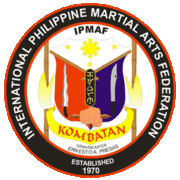 INTERNATIONAL PHILIPPINE MARTIAL ARTS FEDERATION
IPMAF
KOMBATAN
GRANDMASTER
ERNESTO A. PRESAS
ESTABLISHED
1970